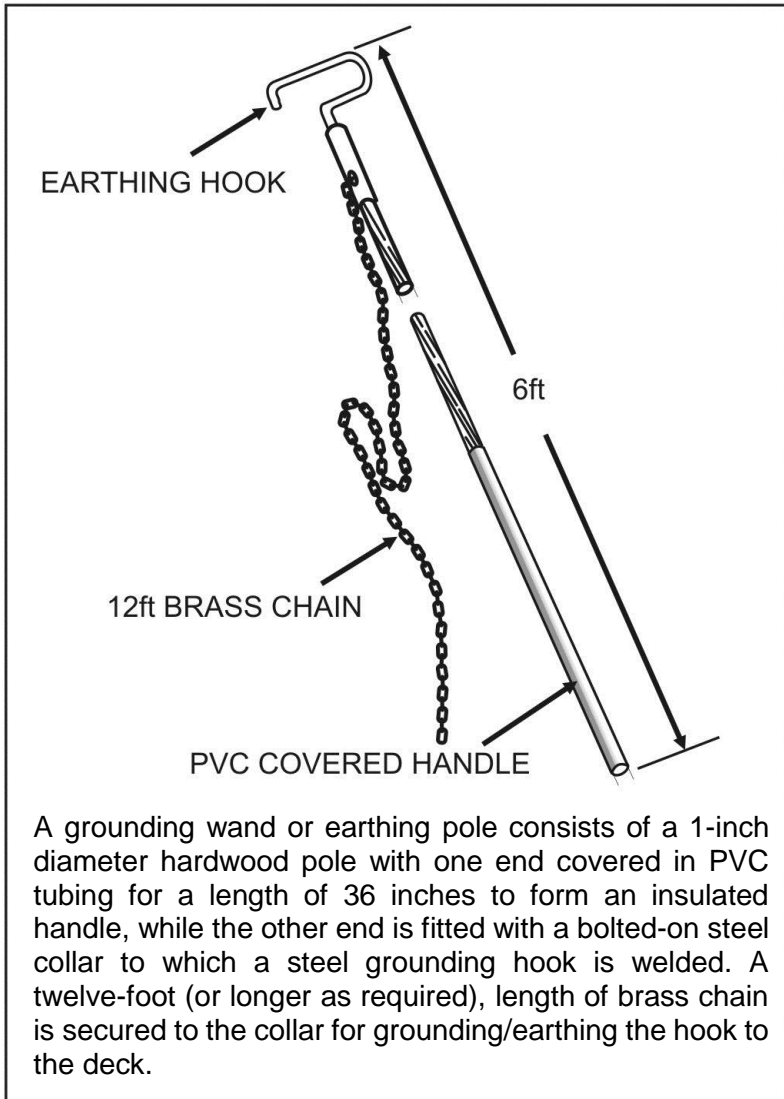 EARTHING HOOK
6ft
12ft BRASS CHAIN
PVC COVERED HANDLE
A grounding wand or earthing pole consists of a 1-inch
diameter hardwood pole with one end covered in PVC
tubing for a length of 36 inches to form an insulated
handle, while the other end is fitted with a bolted-on steel
collar to which a steel grounding hook is welded. A
twelve-foot (or longer as required), length of brass chain
is secured to the collar for grounding/earthing the hook to
the deck.